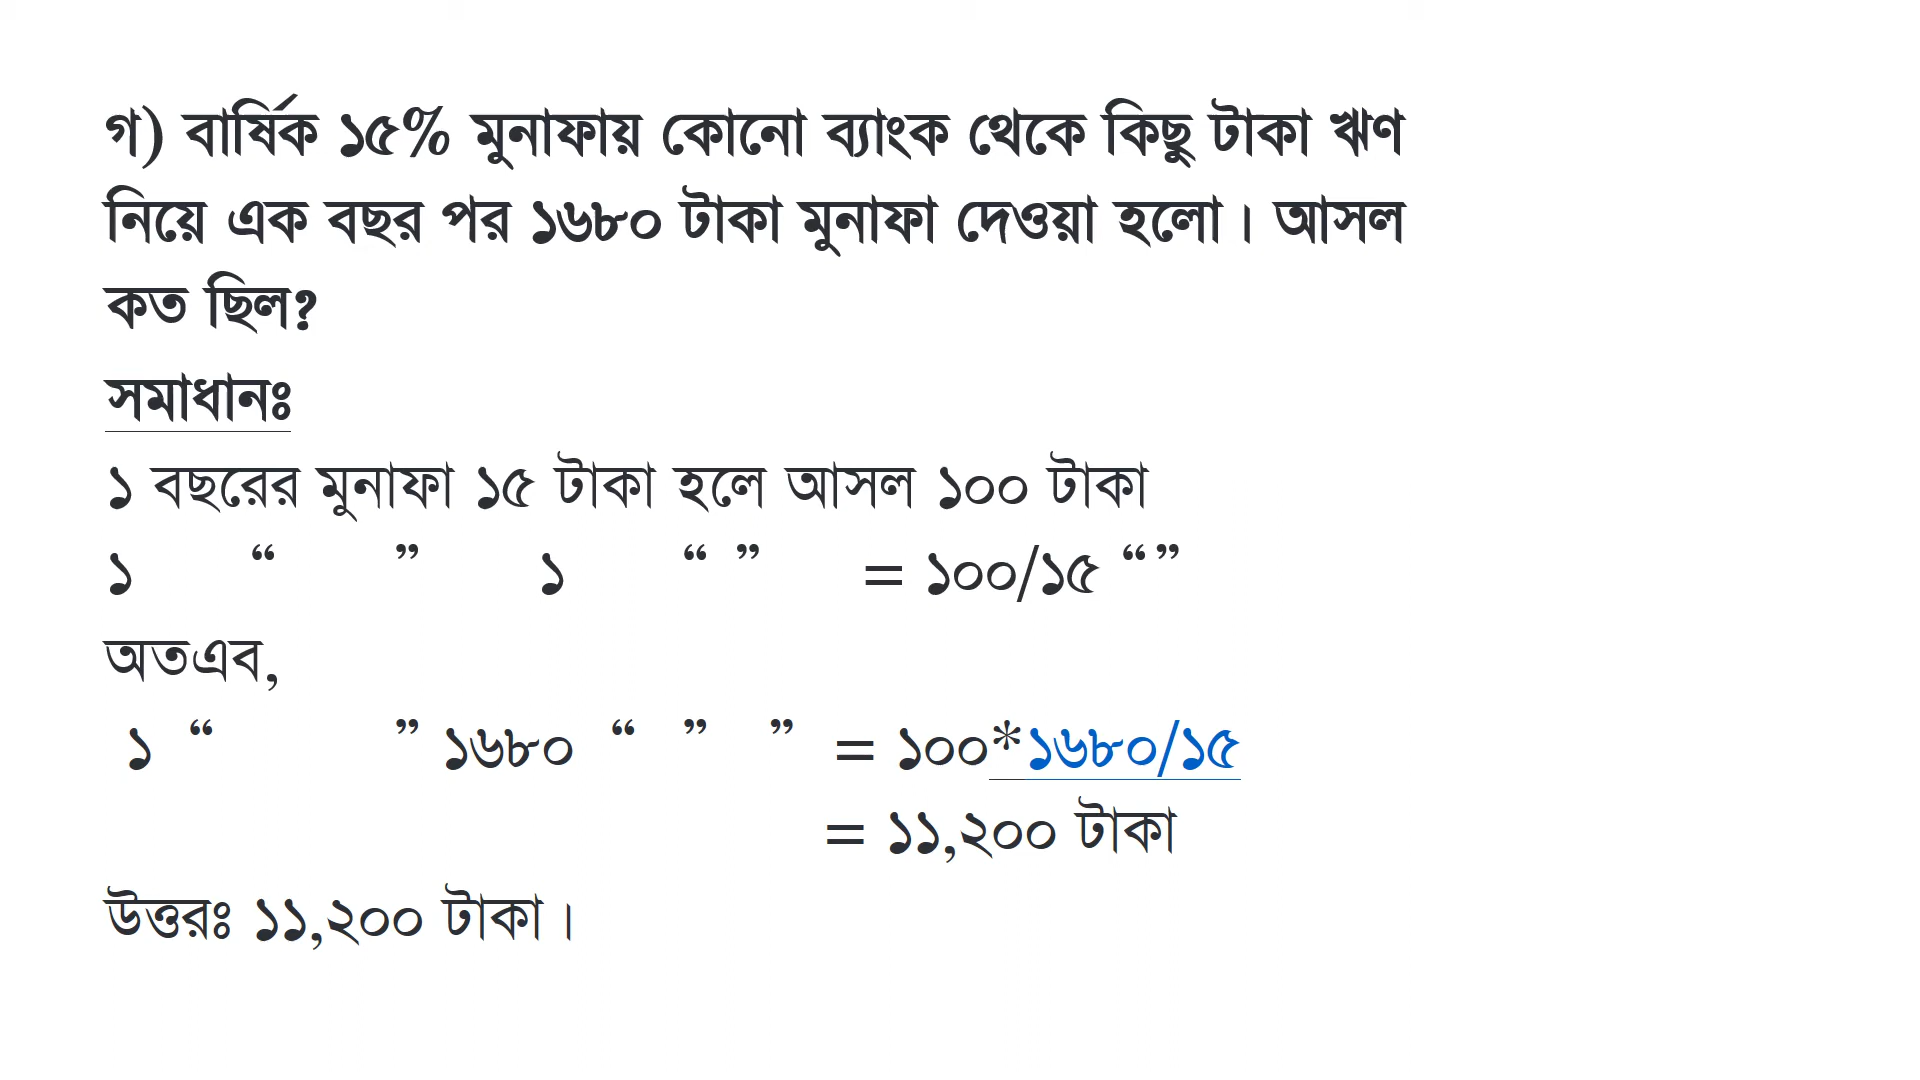 গ) বার্ষিক ১৫% মুনাফায় কোনো ব্যাংক থেকে কিছু টাকা ঋণ
নিয়ে এক বছর পর ১৬৮০ টাকা মুনাফা দেওয়া হলো। আসল
কত ছিল?
সমাধানঃ
১ বছরের মুনাফা ১৫ টাকা হলে আসল ১০০ টাকা
১ “ ” ১ “ ” = ১০০/১৫ “ ”
অতএব,
১ “ ” ১৬৮০ “ ” ” = ১০০*১৬৮০/১৫
= ১১,২০০ টাকা
উত্তরঃ ১১,২০০ টাকা।